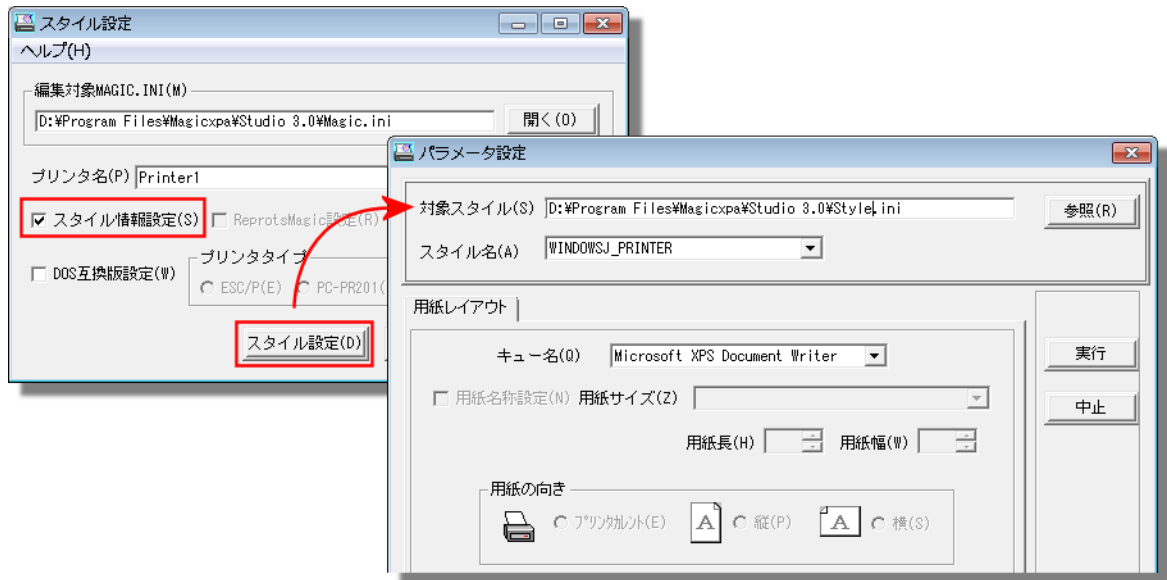 スタイル設定
ヘルプ(H)
編集対象MAGIC.INI(M)
D:¥Program Files¥Magicxpa¥Studio 3.0¥Magic.ini
開く(O)
プリンタ名(P) Printer1
スタイル情報設定(S) ReprotsMagic設定(R)
DOS互換版設定(W)
プリンタタイプ
ESC/P(E) PC-PR201(
スタイル設定(D)
パラメータ設定
対象スタイル(S) D:¥Program Files¥Magicxpa¥Studio 3.0¥Style.ini 参照(R)
スタイル名(A) WINDOWSJ_PRINTER
用紙レイアウト
キュー名(Q) Microsoft XPS Document Writer
用紙名称設定(N) 用紙サイズ(Z)
用紙長(H) 用紙幅(W)
用紙の向き
プリンタカレント(E) A 縦(P) A 横(S)
実行
中止